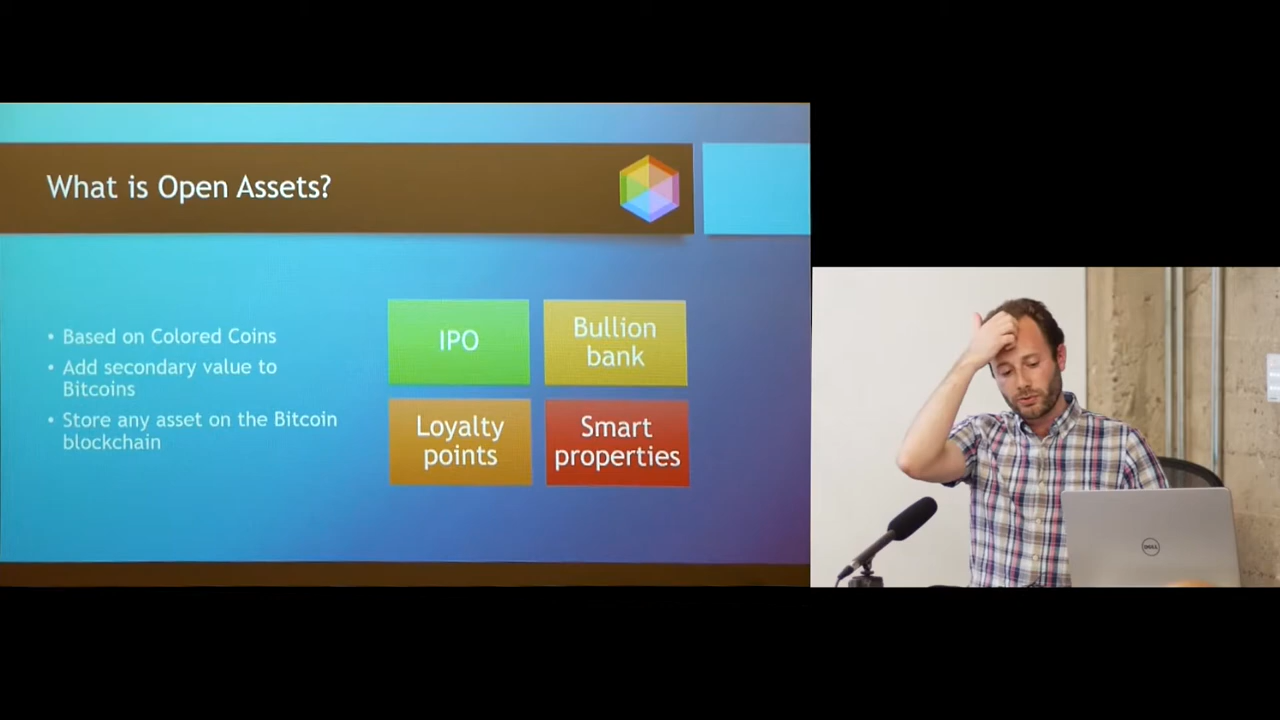 What is Open Assets?
• Based on Colored Coins
• Add secondary value to
Bitcoins
• Store any asset on the Bitcoin
blockchain
IPO
Bullion
bank
Loyalty
points
Smart
properties
DELL